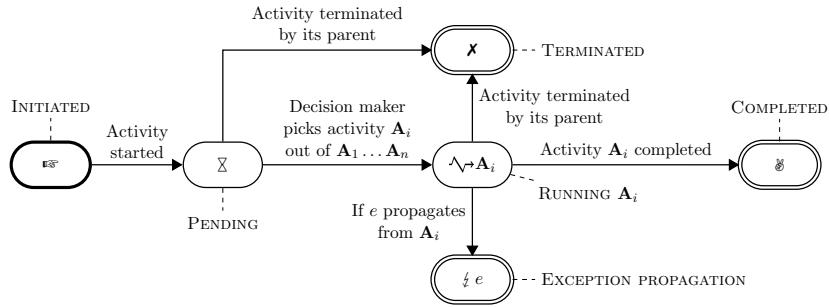 Activity terminated
by its parent
✗
TERMINATED
INITIATED
Activity
started
☞
Decision maker
picks activity A_i
out of A_1 … A_n
Activity terminated
by its parent
COMPLETED
⧖
A_i
Activity A_i completed
✌
PENDING
RUNNING A_i
If e propagates
from A_i
↯ e
EXCEPTION PROPAGATION